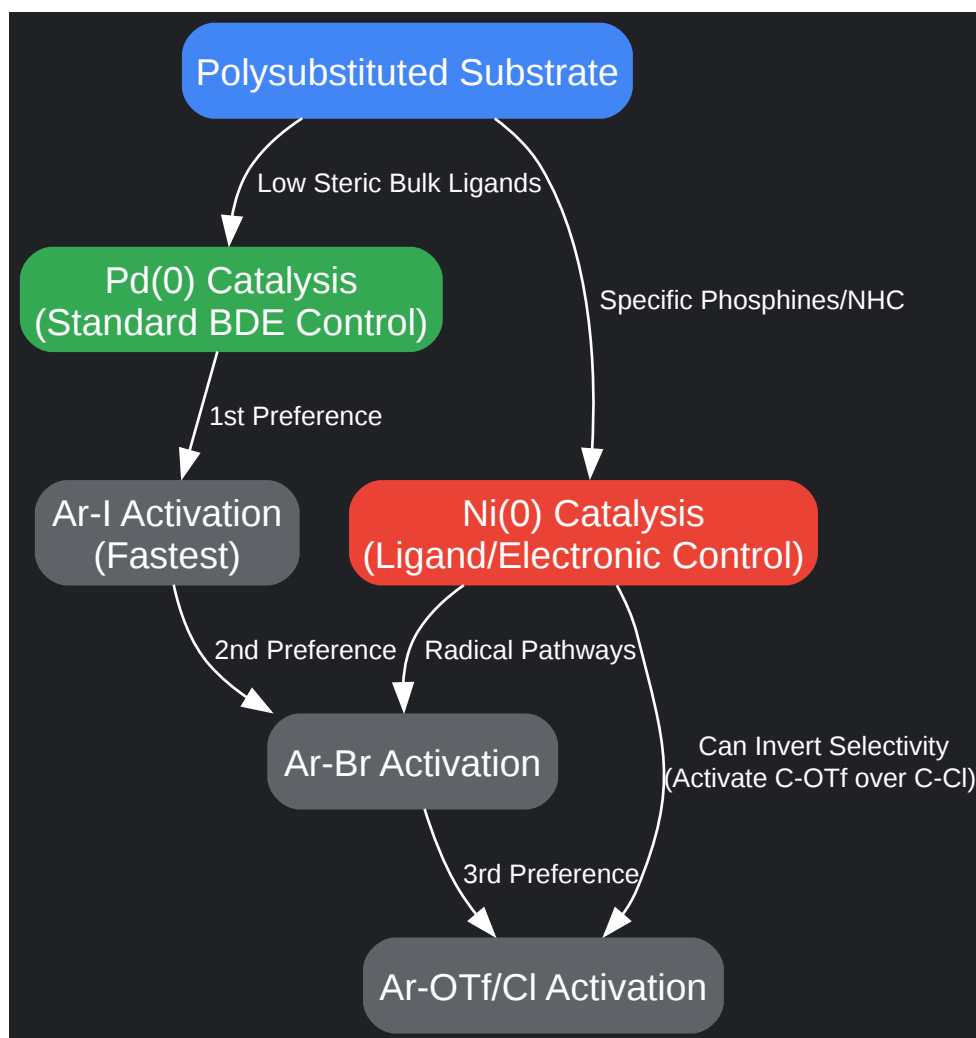 Polysubstituted Substrate
Low Steric Bulk Ligands
Pd(0) Catalysis
(Standard BDE Control)
Specific Phosphines/NHC
1st Preference
Ar-I Activation
(Fastest)
Ni(0) Catalysis
(Ligand/Electronic Control)
2nd Preference
Radical Pathways
Ar-Br Activation
Can Invert Selectivity
(Activate C-OTf over C-Cl)
3rd Preference
Ar-OTf/Cl Activation